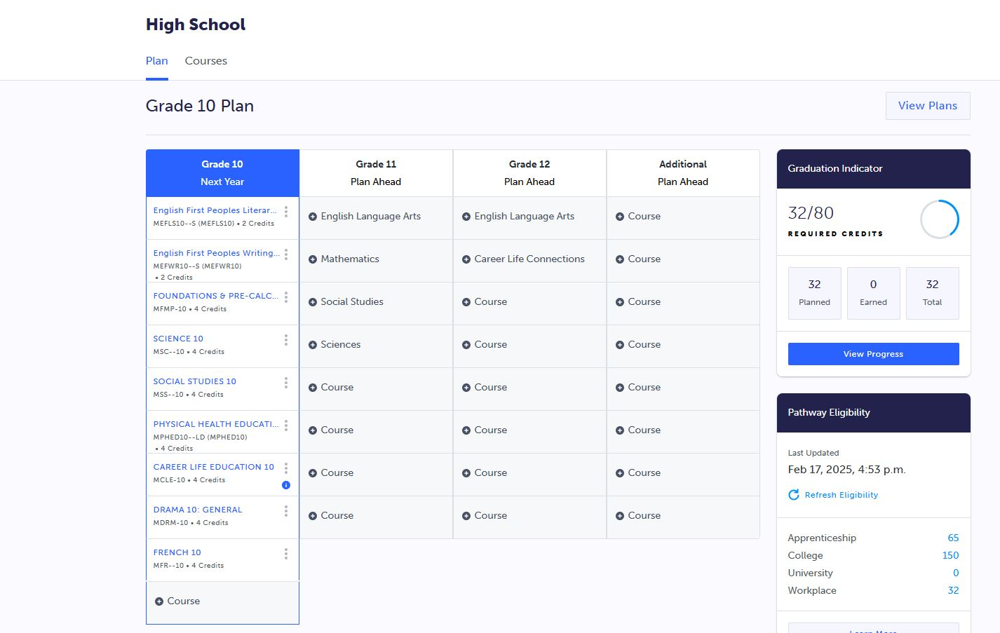 High School
Plan Courses
Grade 10 Plan
View Plans
Grade 10
Next Year
Grade 11
Plan Ahead
Grade 12
Plan Ahead
Additional
Plan Ahead
English First Peoples Literar...
MEFLS10--S (MEFLS10) • 2 Credits
English Language Arts
English Language Arts
Course
English First Peoples Writing...
MEFWR10--S (MEFWR10)
• 2 Credits
Mathematics
Career Life Connections
Course
FOUNDATIONS & PRE-CALC...
MFMP-10 • 4 Credits
Social Studies
Course
Course
SCIENCE 10
MSC--10 • 4 Credits
Sciences
Course
Course
SOCIAL STUDIES 10
MSS--10 • 4 Credits
Course
Course
Course
PHYSICAL HEALTH EDUCATI...
MPHED10--LD (MPHED10)
• 4 Credits
Course
Course
Course
CAREER LIFE EDUCATION 10
MCLE-10 • 4 Credits
Course
Course
Course
DRAMA 10: GENERAL
MDRM-10 • 4 Credits
Course
Course
Course
FRENCH 10
MFR--10 • 4 Credits
Course
Graduation Indicator
32/80
REQUIRED CREDITS
32
Planned
0
Earned
32
Total
View Progress
Pathway Eligibility
Last Updated
Feb 17, 2025, 4:53 p.m.
Refresh Eligibility
Apprenticeship 65
College 150
University 0
Workplace 32
Learn More